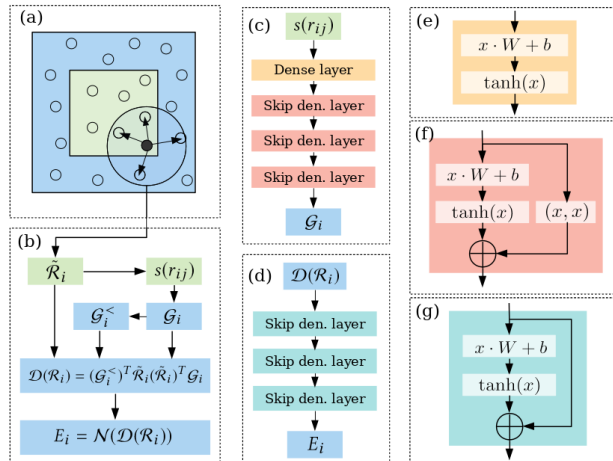 (a)
(b)
R̃ᵢ
s(rᵢⱼ)
𝒢ᵢ<
𝒢ᵢ
𝒟(ℛᵢ) = (𝒢ᵢ<)ᵀ R̃ᵢ(R̃ᵢ)ᵀ 𝒢ᵢ
Eᵢ = 𝒩(𝒟(ℛᵢ))
(c)
s(rᵢⱼ)
Dense layer
Skip den. layer
Skip den. layer
Skip den. layer
𝒢ᵢ
(d)
𝒟(ℛᵢ)
Skip den. layer
Skip den. layer
Skip den. layer
Eᵢ
(e)
x · W + b
tanh(x)
(f)
x · W + b
tanh(x)
(x, x)
(g)
x · W + b
tanh(x)